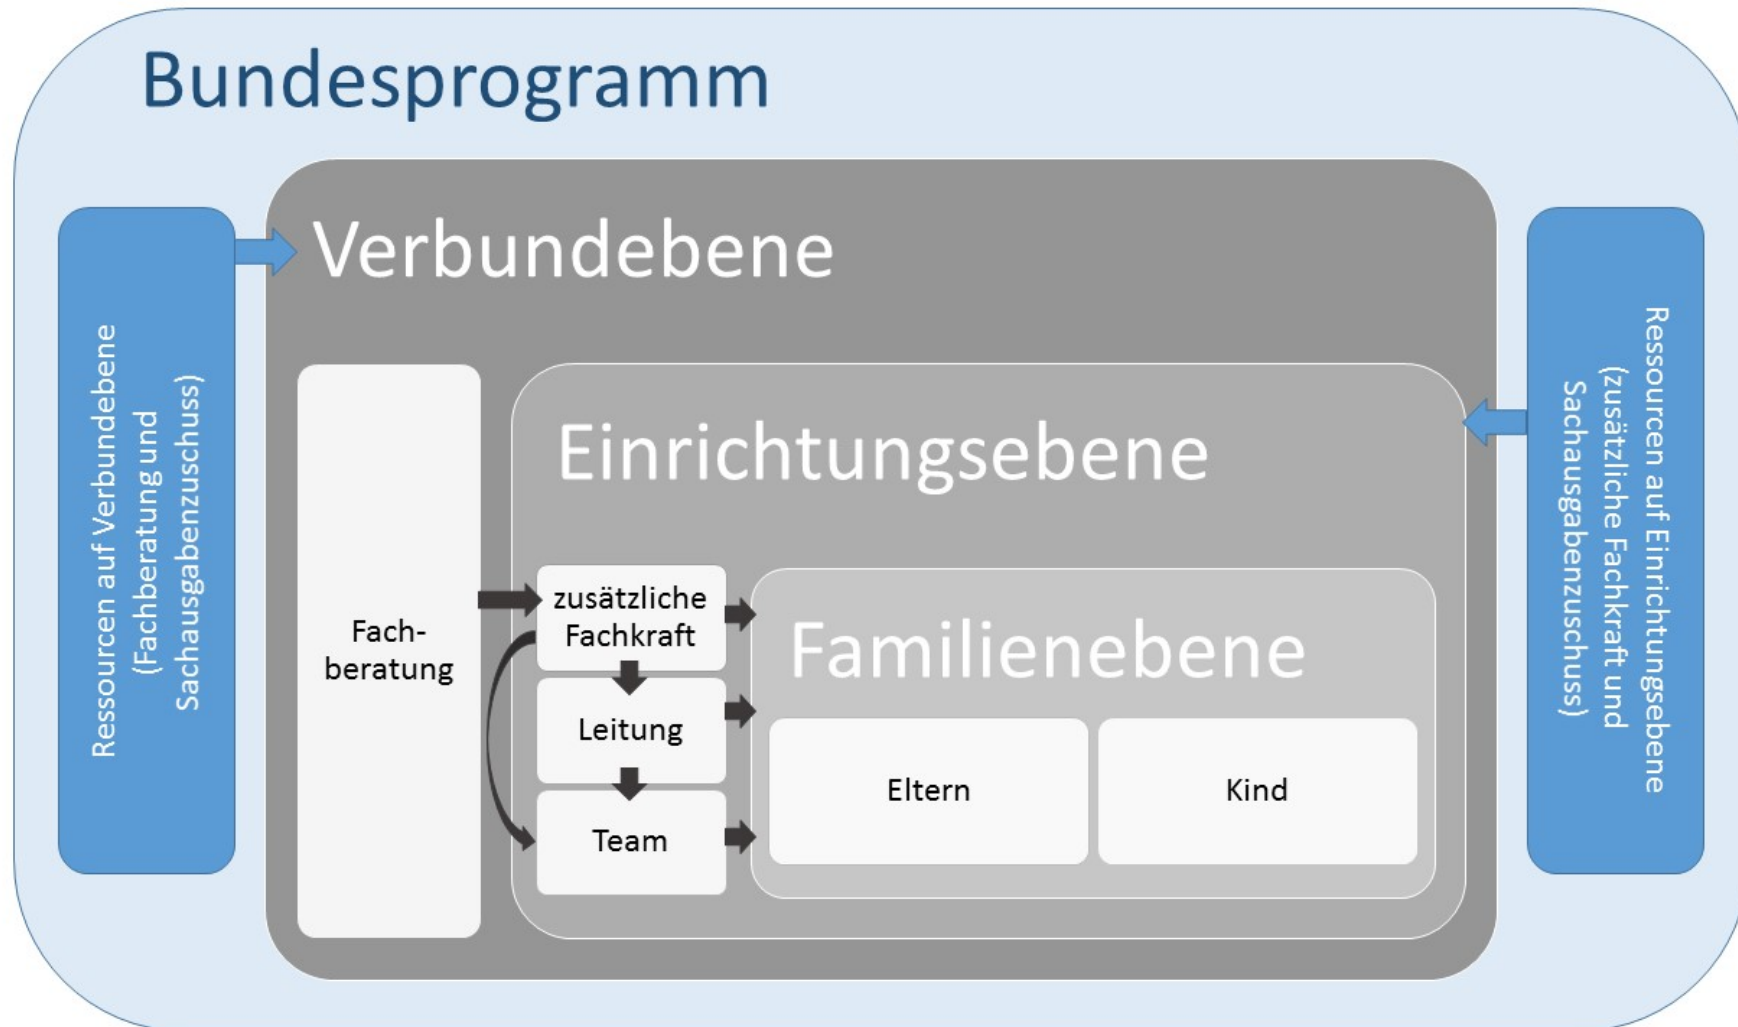 Bundesprogramm
Ressourcen auf Verbundebene
(Fachberatung und
Sachausgabenzuschuss)
Verbundebene
Fach-
beratung
Einrichtungsebene
zusätzliche
Fachkraft
Leitung
Team
Familienebene
Eltern
Kind
Ressourcen auf Einrichtungsebene
(zusätzliche Fachkraft und
Sachausgabenzuschuss)